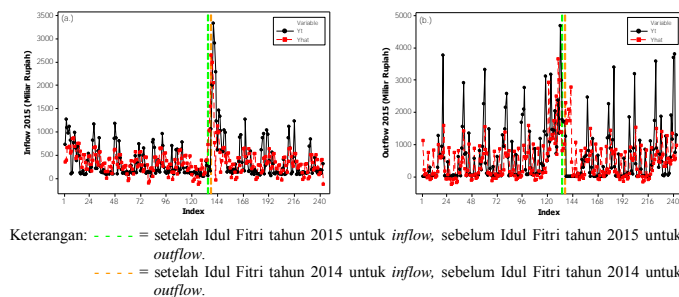 (a.)
Variable
Yt
Yhat
Inflow 2015 (Miliar Rupiah)
3500
3000
2500
2000
1500
1000
500
0
1 24 48 72 96 120 144 168 192 216 240
Index
(b.)
Variable
Yt
Yhat
Outflow 2015 (Miliar Rupiah)
5000
4000
3000
2000
1000
0
1 24 48 72 96 120 144 168 192 216 240
Index
Keterangan: - - - - - = setelah Idul Fitri tahun 2015 untuk inflow, sebelum Idul Fitri tahun 2015 untuk
outflow.
- - - - - = setelah Idul Fitri tahun 2014 untuk inflow, sebelum Idul Fitri tahun 2014 untuk
outflow.